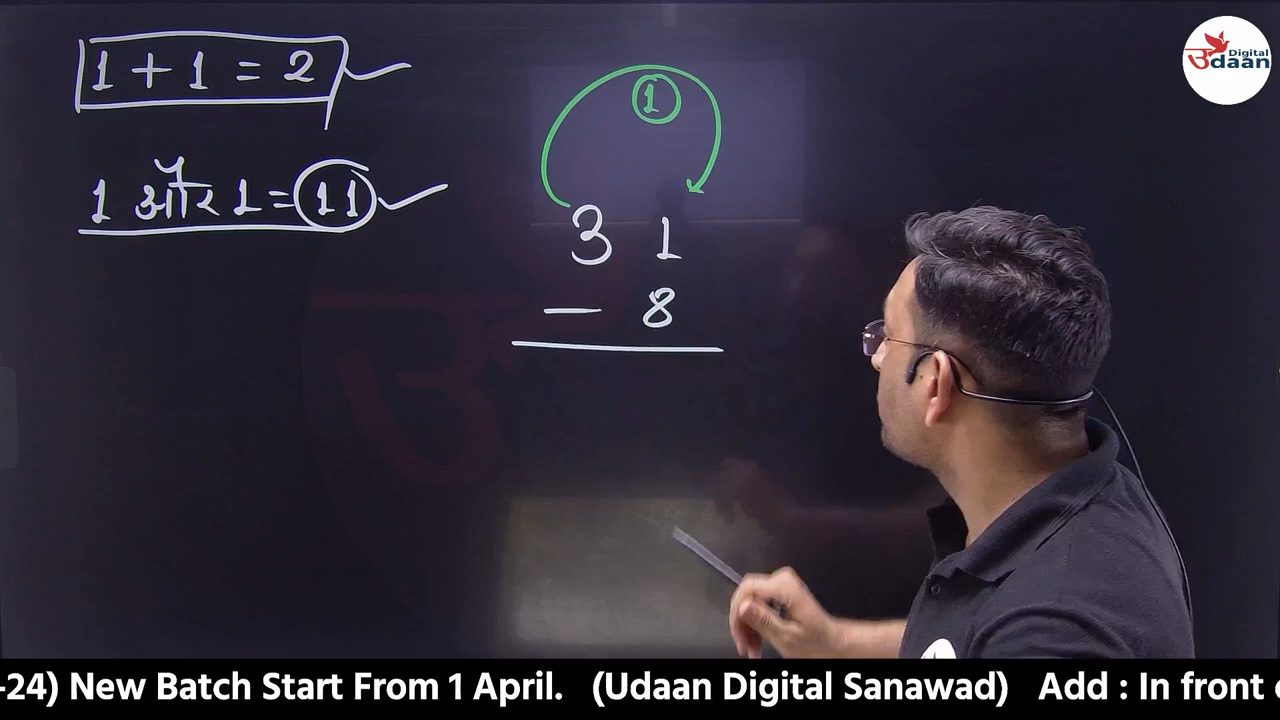 1 + 1 = 2
1 और 1 = 11
1
3 1
- 8
उdaan Digital
-24) New Batch Start From 1 April. (Udaan Digital Sanawad) Add : In front